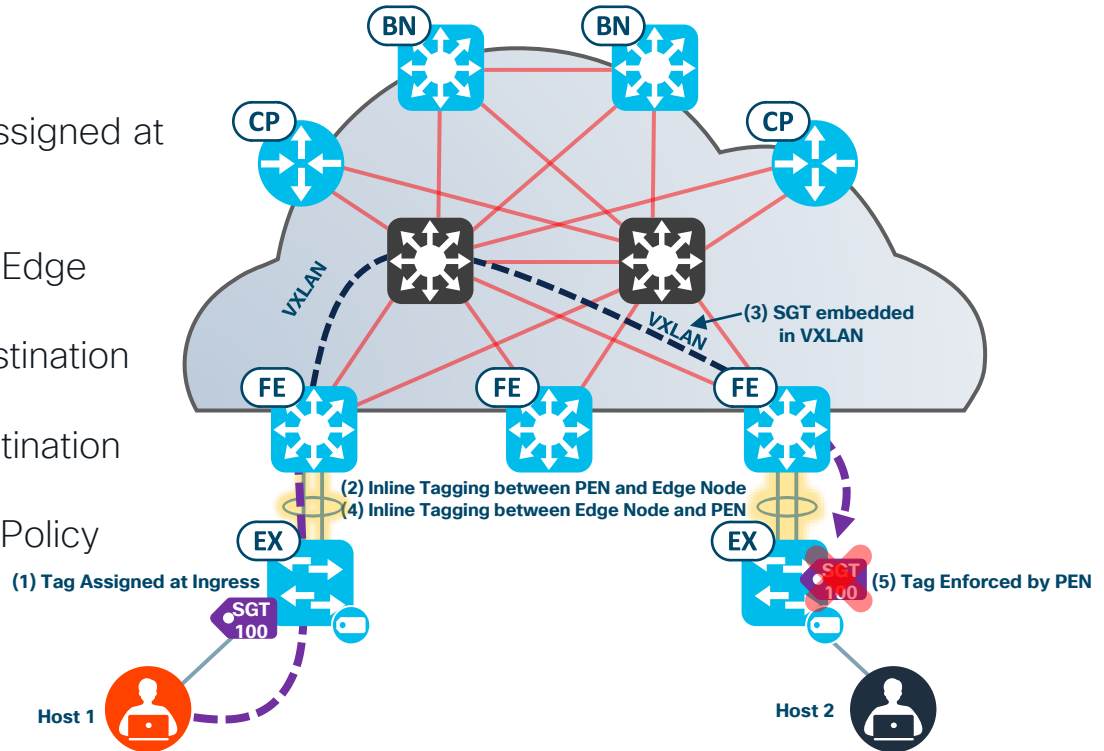 BN
BN
ssigned at
CP
CP
Edge
VXLAN
(3) SGT embedded
in VXLAN
VXLAN
stination
FE
FE
FE
tination
(2) Inline Tagging between PEN and Edge Node
(4) Inline Tagging between Edge Node and PEN
Policy
EX
EX
(1) Tag Assigned at Ingress
SGT
100
(5) Tag Enforced by PEN
SGT
100
Host 1
Host 2